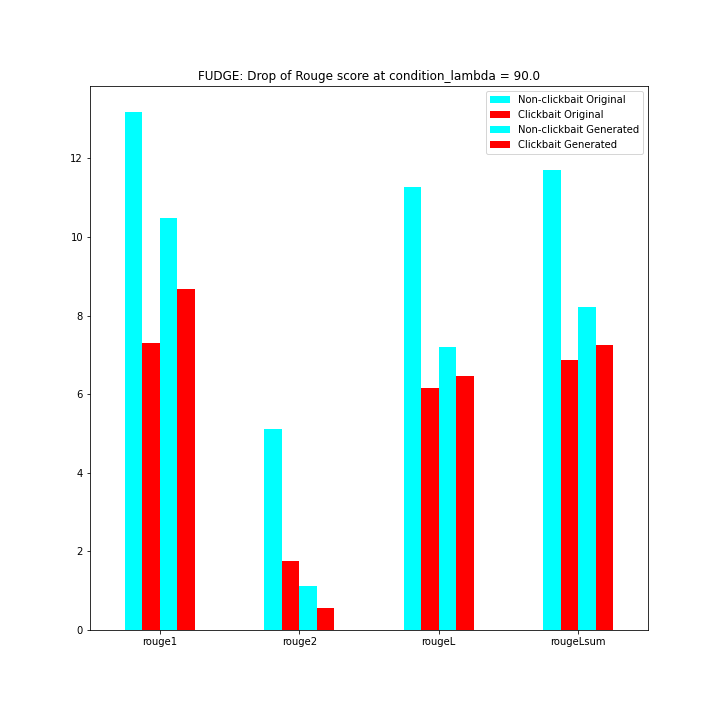 FUDGE: Drop of Rouge score at condition_lambda = 90.0
Non-clickbait Original
Clickbait Original
Non-clickbait Generated
Clickbait Generated
12
10
8
6
4
2
0
rouge1 rouge2 rougeL rougeLsum